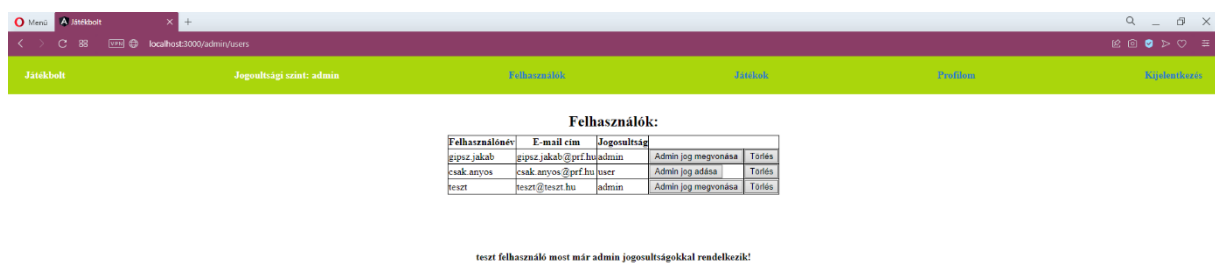 Menü Játékbolt
VPN localhost:3000/admin/users
Játékbolt Jogoultsági szint: admin Felhasználók Játékok Profilom Kijelentkezés
Felhasználók:
Felhasználónév E-mail cím Jogosultság
gipsz.jakab gipsz.jakab@prf.hu admin Admin jog megvonása Törlés
csak.anyos csak.anyos@prf.hu user Admin jog adása Törlés
teszt teszt@teszt.hu admin Admin jog megvonása Törlés
teszt felhasználó most már admin jogosultságokkal rendelkezik!